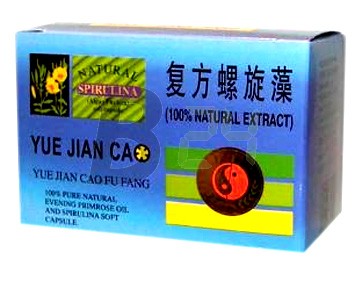 NATURAL
SPIRULINA
复方螺旋藻
(100% NATURAL EXTRACT)
YUE JIAN CAO
YUE JIAN CAO FU FANG
100% PURE NATURAL
EVENING PRIMROSE OIL
AND SPIRULINA SOFT
CAPSULE